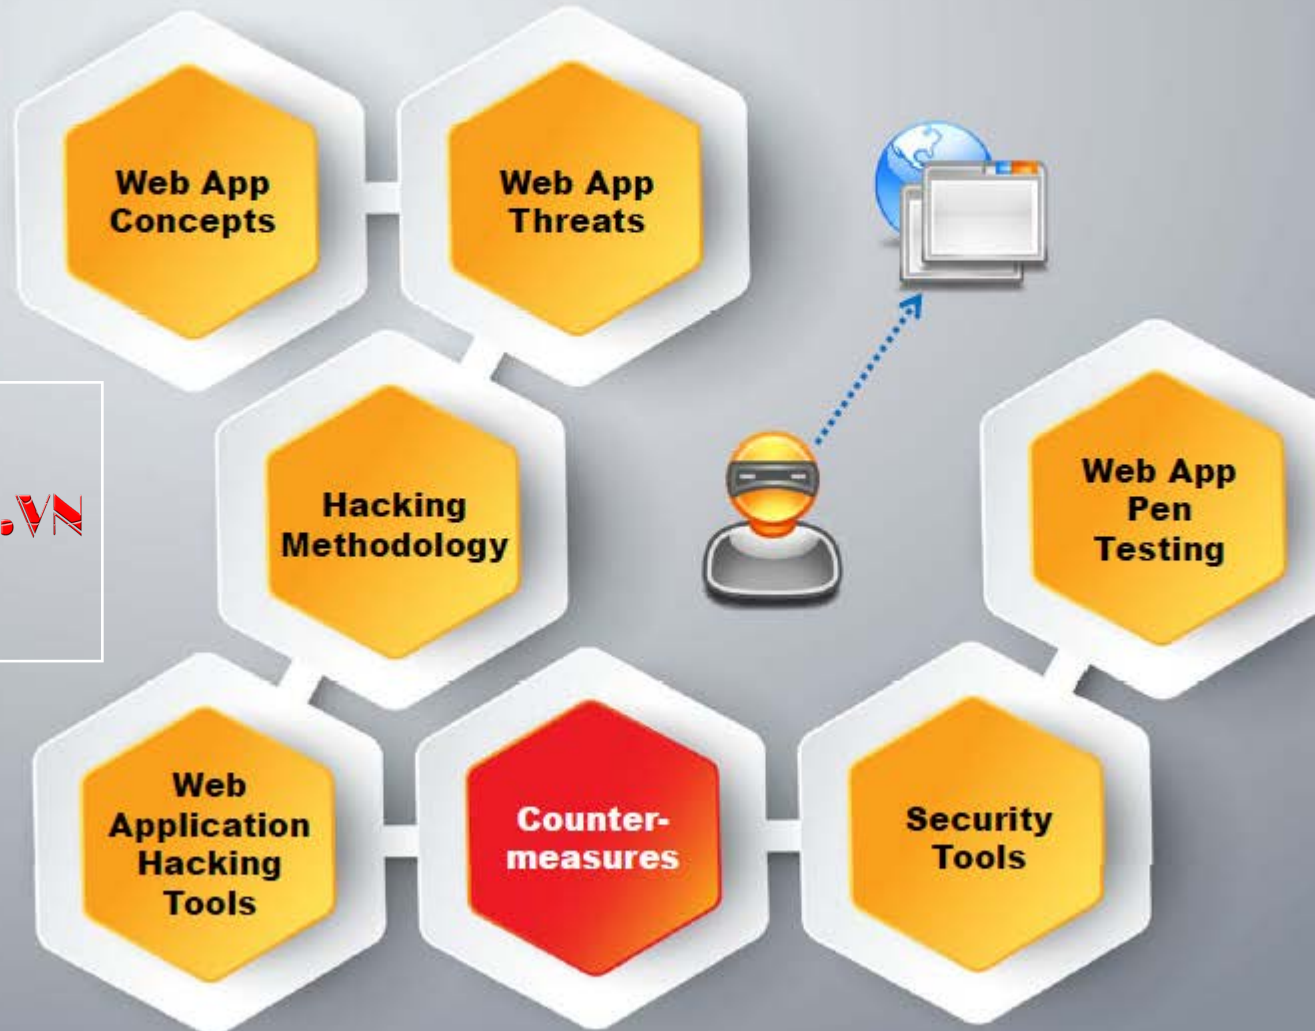 Web App
Concepts
Web App
Threats
Hacking
Methodology
.VN
Web App
Pen
Testing
Web
Application
Hacking
Tools
Counter-
measures
Security
Tools